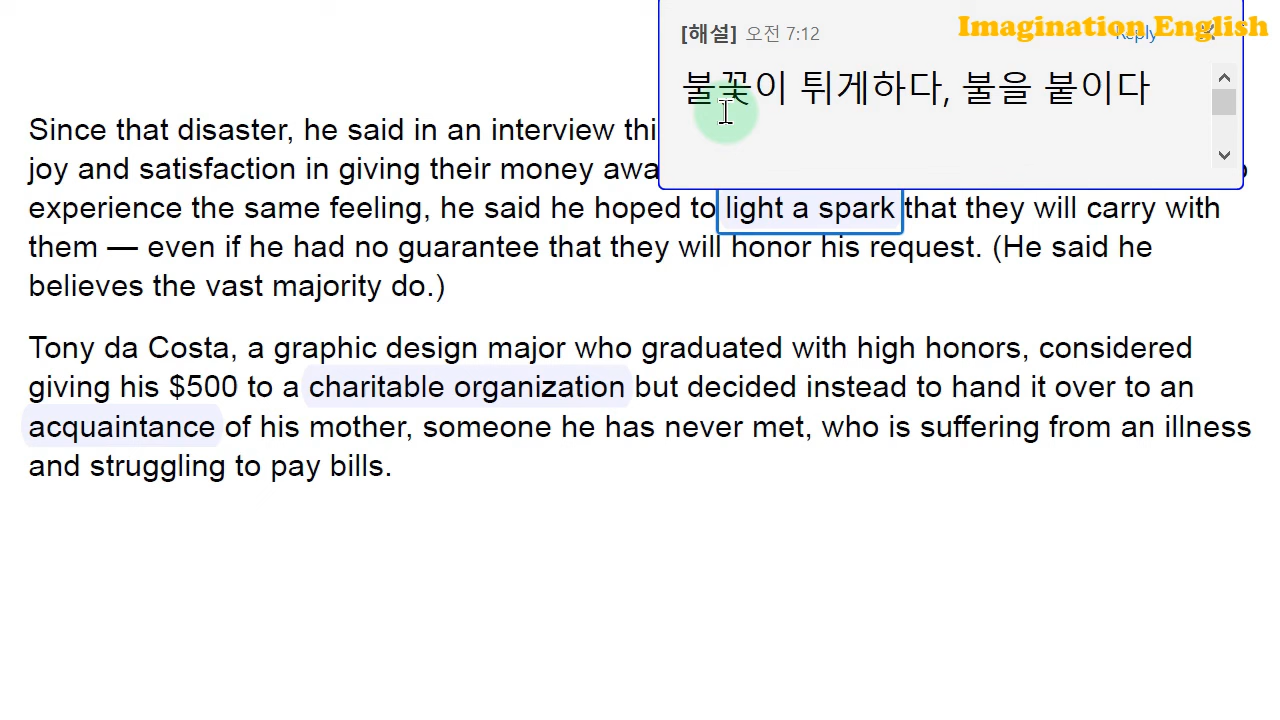 Imagination English
[해설] 오전 7:12 Reply
불꽃이 튀게하다, 불을 붙이다
Since that disaster, he said in an interview thi
joy and satisfaction in giving their money awa
experience the same feeling, he said he hoped to light a spark that they will carry with
them — even if he had no guarantee that they will honor his request. (He said he
believes the vast majority do.)
Tony da Costa, a graphic design major who graduated with high honors, considered
giving his $500 to a charitable organization but decided instead to hand it over to an
acquaintance of his mother, someone he has never met, who is suffering from an illness
and struggling to pay bills.